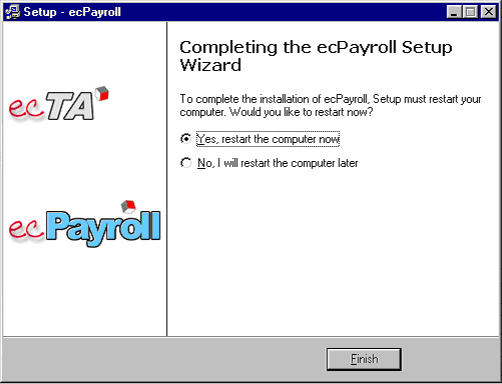 Setup - ecPayroll
Completing the ecPayroll Setup
Wizard
To complete the installation of ecPayroll, Setup must restart your
computer. Would you like to restart now?
Yes, restart the computer now
No, I will restart the computer later
ecTA
ecPayroll
Finish